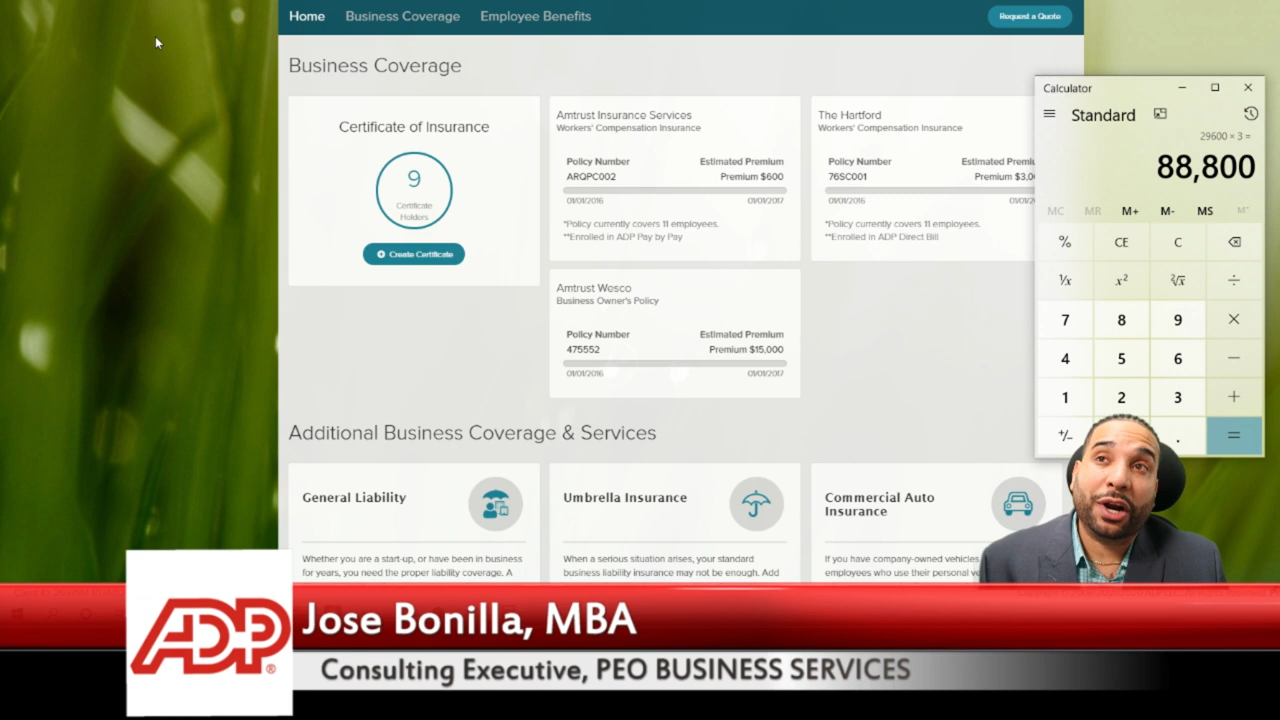 Home Business Coverage Employee Benefits Request a Quote
Business Coverage
Certificate of Insurance
9
Certificate
Holders
Create Certificate
Amtrust Insurance Services
Workers' Compensation Insurance
Policy Number Estimated Premium
ARQPC002 Premium $600
01/01/2016 01/01/2017
*Policy currently covers 11 employees.
**Enrolled in ADP Pay by Pay
The Hartford
Workers' Compensation Insurance
Policy Number Estimated
76SC001 Premium
01/01/2016
*Policy currently covers 11 employees.
**Enrolled in ADP Direct Bill
Amtrust Wesco
Business Owner's Policy
Policy Number Estimated Premium
475552 Premium $15,000
01/01/2016 01/01/2017
Calculator
Standard
29600 × 3 =
88,800
MC MR M+ M- MS
% CE C
¹/x x² ²√x ÷
7 8 9 ×
4 5 6 −
1 2 3 +
+/− . =
Additional Business Coverage & Services
General Liability
Whether you are a start-up, or have been in business
for years, you need the proper liability coverage. A
Umbrella Insurance
When a serious situation arises, your standard
business liability insurance may not be enough. Add
Commercial Auto
Insurance
If you have company-owned vehicles,
employees who use their personal
ADP®
Jose Bonilla, MBA
Consulting Executive, PEO BUSINESS SERVICES